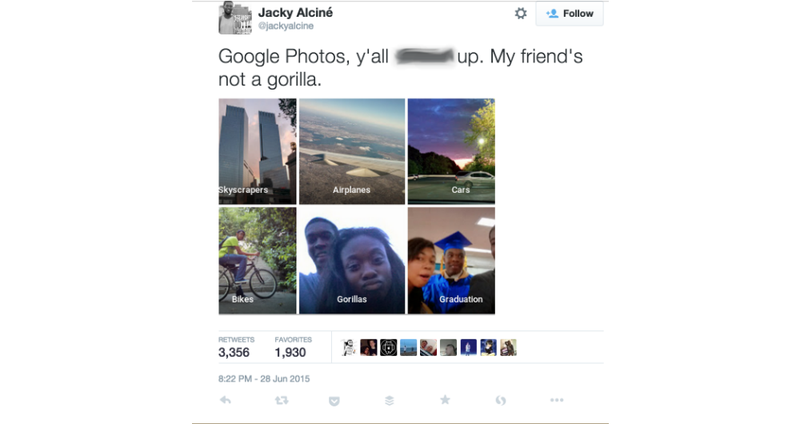 Jacky Alciné
@jackyalcine
Follow
Google Photos, y'all up. My friend's
not a gorilla.
Skyscrapers
Airplanes
Cars
Bikes
Gorillas
Graduation
RETWEETS FAVORITES
3,356 1,930
8:22 PM - 28 Jun 2015